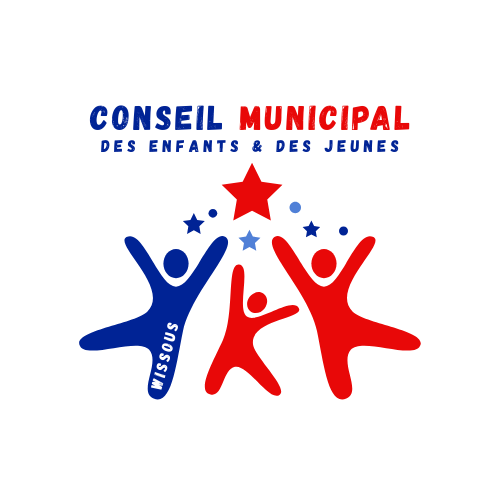 CONSEIL MUNICIPAL
DES ENFANTS & DES JEUNES
WISSOUS